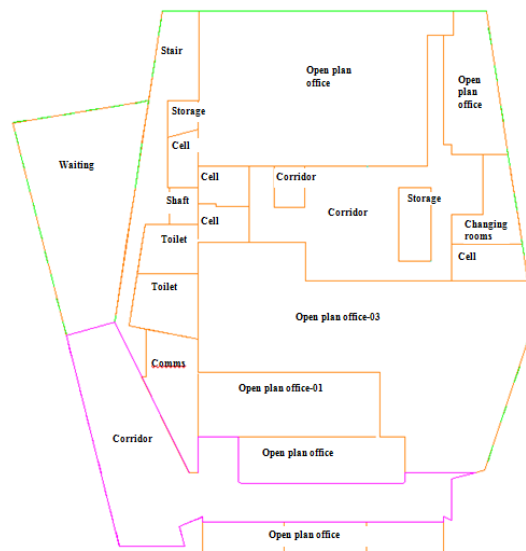 Stair
Open plan
office
Open
plan
office
Storage
Cell
Waiting
Cell
Corridor
Shaft
Storage
Corridor
Cell
Changing
rooms
Toilet
Cell
Toilet
Open plan office-03
Comms
Open plan office-01
Corridor
Open plan office
Open plan office